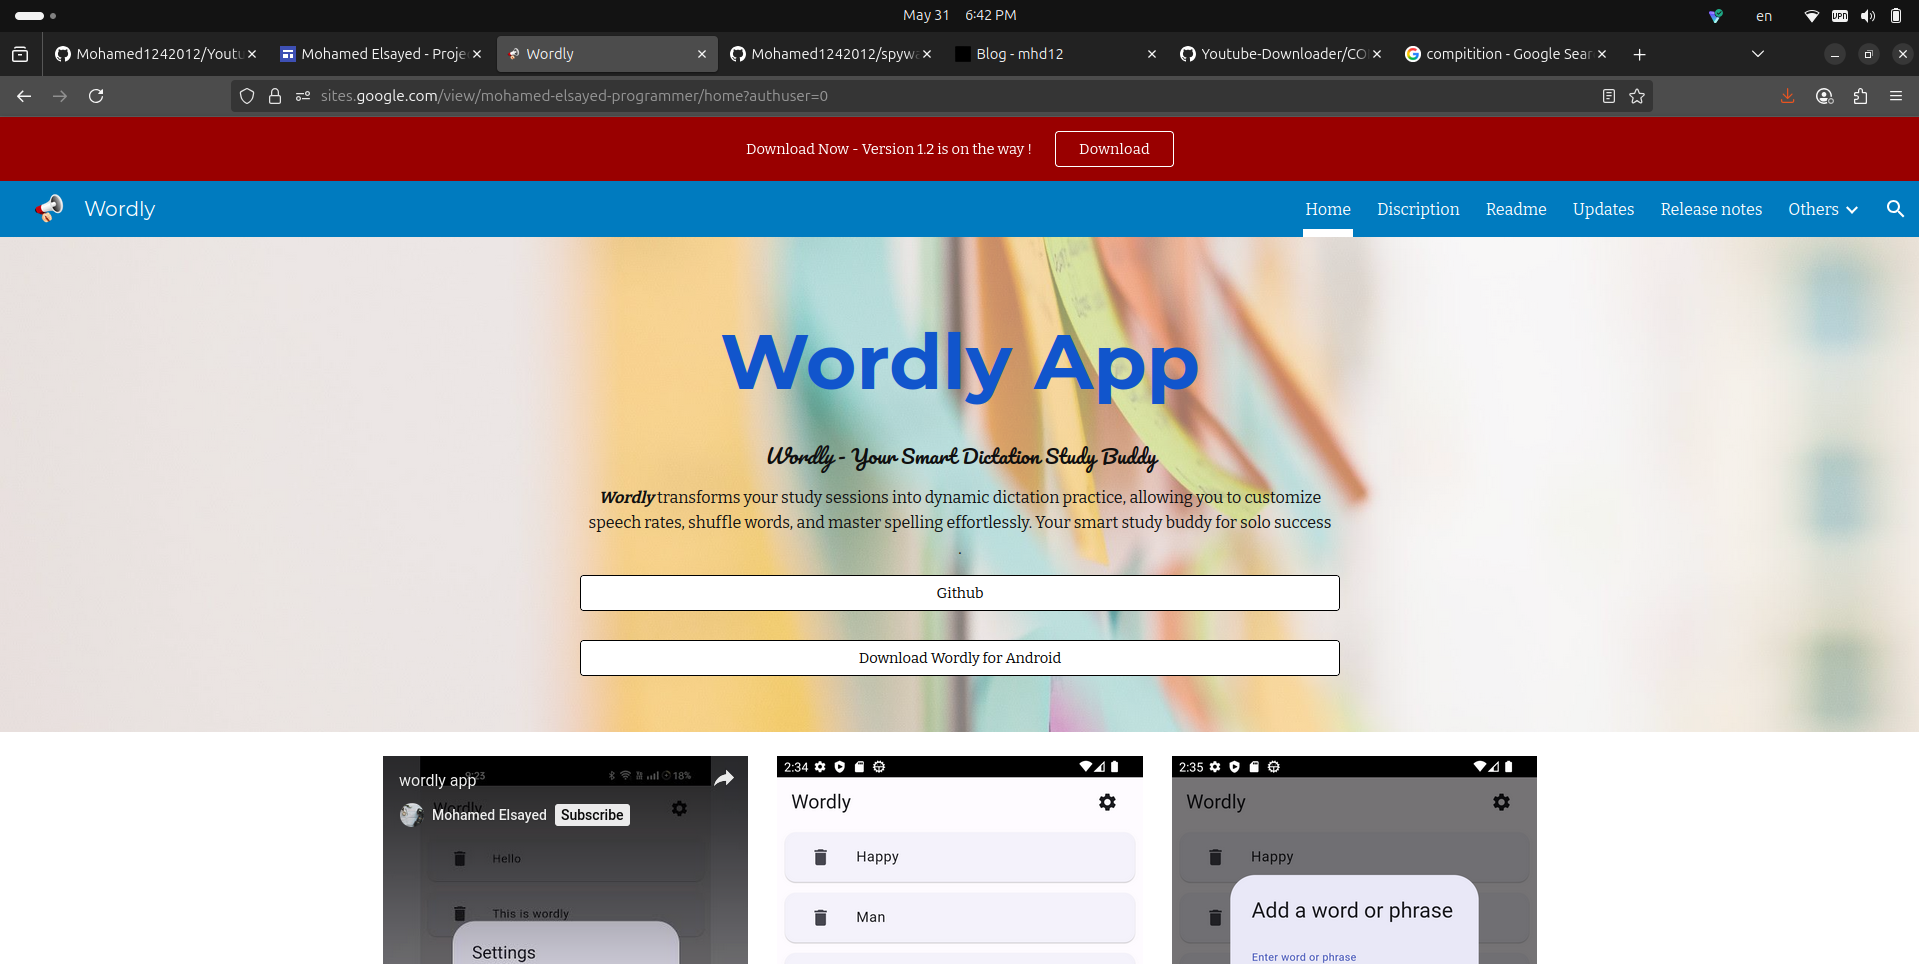 May 31 6:42 PM
en
VPN
Mohamed1242012/Youtu
Mohamed Elsayed - Proje
Wordly
Mohamed1242012/spywa
Blog - mhd12
Youtube-Downloader/CO
compitition - Google Sear
sites.google.com/view/mohamed-elsayed-programmer/home?authuser=0
Download Now - Version 1.2 is on the way !
Download
Wordly
Home
Discription
Readme
Updates
Release notes
Others
Wordly App
Wordly - Your Smart Dictation Study Buddy
Wordly transforms your study sessions into dynamic dictation practice, allowing you to customize
speech rates, shuffle words, and master spelling effortlessly. Your smart study buddy for solo success
.
Github
Download Wordly for Android
wordly app
9:23
18%
Wordly
Mohamed Elsayed
Subscribe
Hello
This is wordly
Settings
2:34
Wordly
Happy
Man
2:35
Wordly
Happy
Add a word or phrase
Enter word or phrase